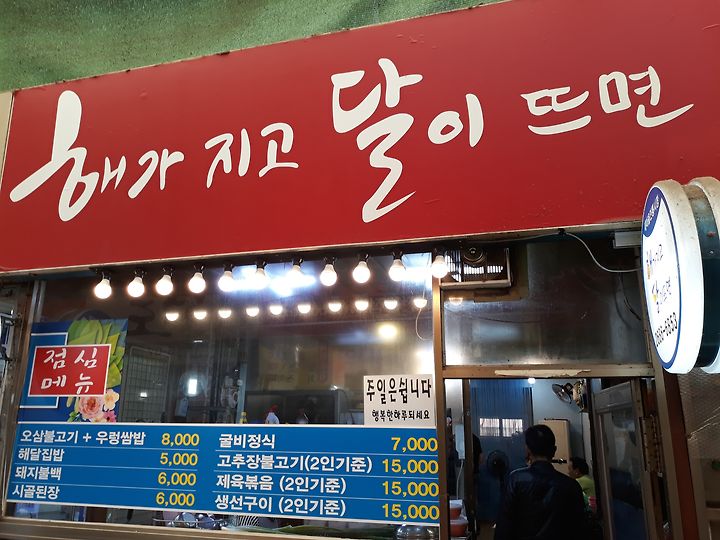 해가 지고 달이 뜨면
점심
메뉴
주일은쉽니다
행복한하루되세요
오삼불고기 + 우렁쌈밥 8,000
해달집밥 5,000
돼지불백 6,000
시골된장 6,000
굴비정식 7,000
고추장불고기(2인기준) 15,000
제육볶음 (2인기준) 15,000
생선구이 (2인기준) 15,000